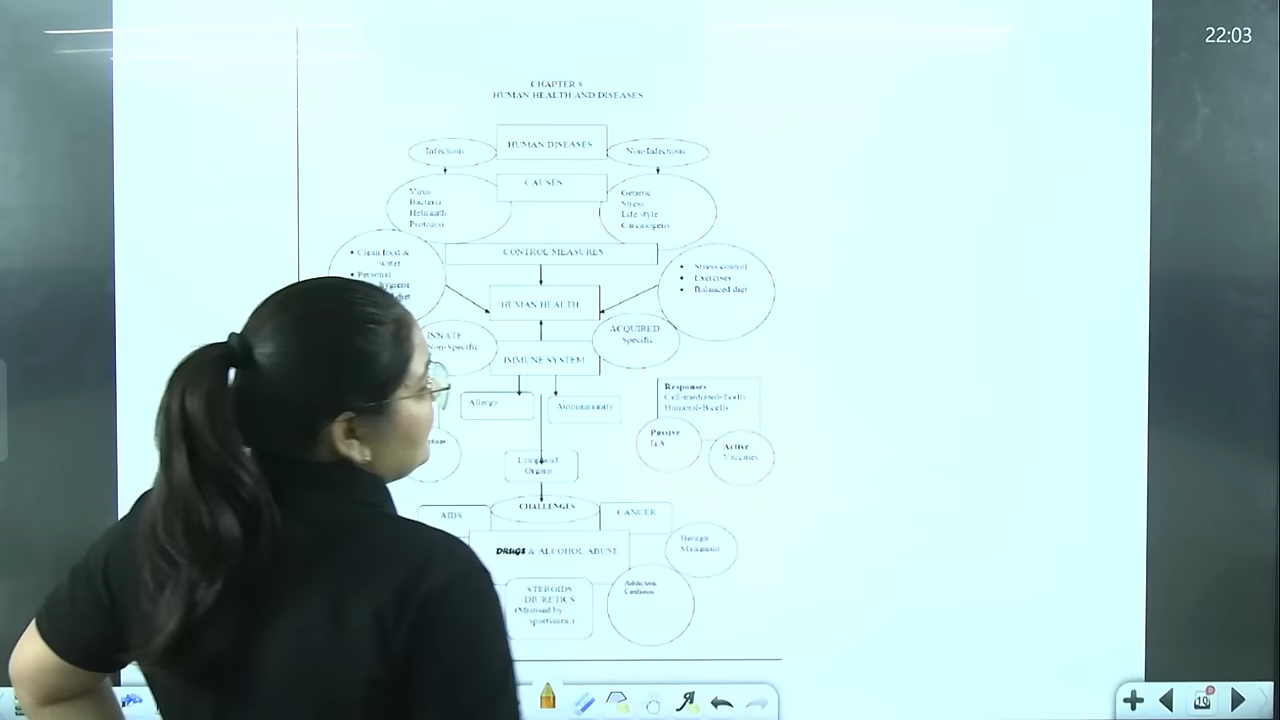 22:03
CHAPTER 8
HUMAN HEALTH AND DISEASES
HUMAN DISEASES
Infectious
Non-Infectious
CAUSES
Virus
Bacteria
Helminth
Protozoa
Genetic
Stress
Life style
Carcinogens
CONTROL MEASURES
• Clean food &
water
• Personal
hygiene
diet
• Stress control
• Exercises
• Balanced diet
HUMAN HEALTH
INNATE
Non-Specific
ACQUIRED
Specific
IMMUNE SYSTEM
Allergy
Autoimmunity
Responses
Cell-mediated-T cells
Humoral-B cells
Passive
IgA
Active
Vaccines
Lymphoid
Organs
CHALLENGES
AIDS
CANCER
DRUGS & ALCOHOL ABUSE
Benign
Malignant
STEROIDS
DIURETICS
(Misused by
sportsmen)
Addiction
Cirrhosis
10